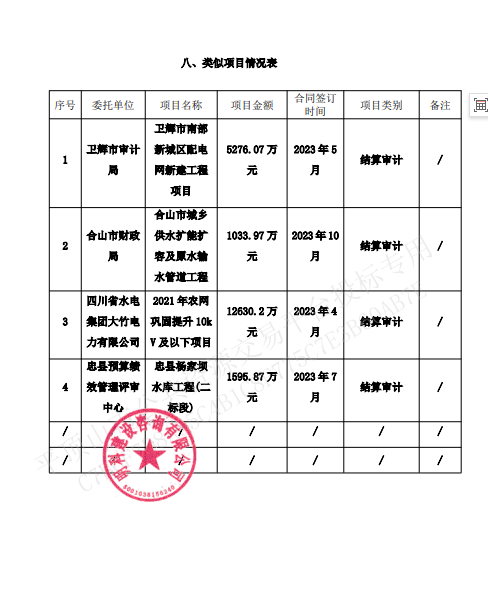 八、类似项目情况表
序号 委托单位 项目名称 项目金额 合同签订时间 项目类别 备注
1 卫辉市审计局 卫辉市南部新城区配电网新建工程项目 5276.07万元 2023年5月 结算审计 /
2 合山市财政局 合山市城乡供水扩能扩容及原水输水管道工程 1033.97万元 2023年10月 结算审计 /
3 四川省水电集团大竹电力有限公司 2021年农网巩固提升10kV及以下项目 12630.2万元 2023年4月 结算审计 /
4 忠县预算绩效管理评审中心 忠县杨家坝水库工程(二标段) 1595.87万元 2023年7月 结算审计 /
/ / / / / / /
/ / / / / / /
科建投咨询有限公司